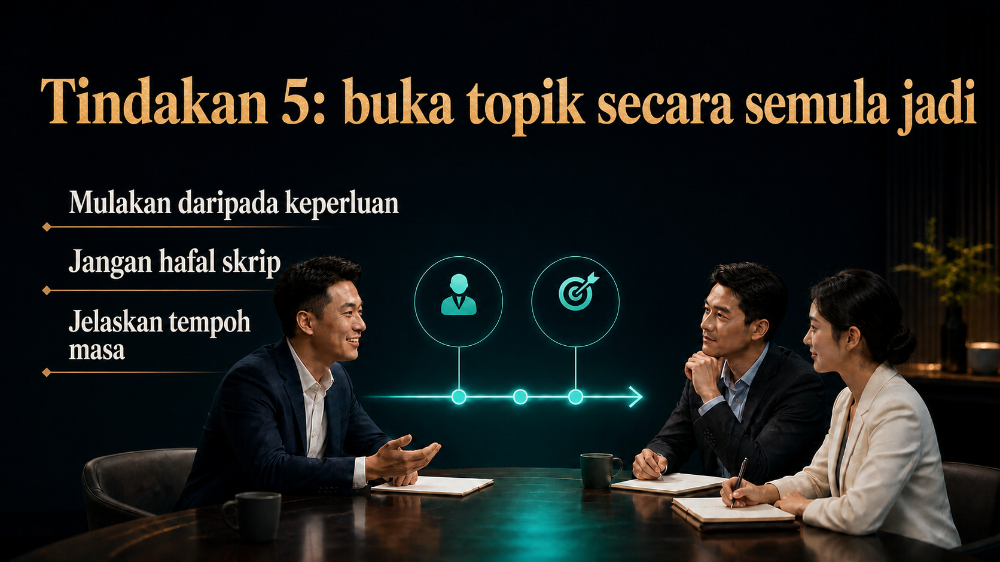 Tindakan 5: buka topik secara semula jadi
Mulakan daripada keperluan
Jangan hafal skrip
Jelaskan tempoh
masa